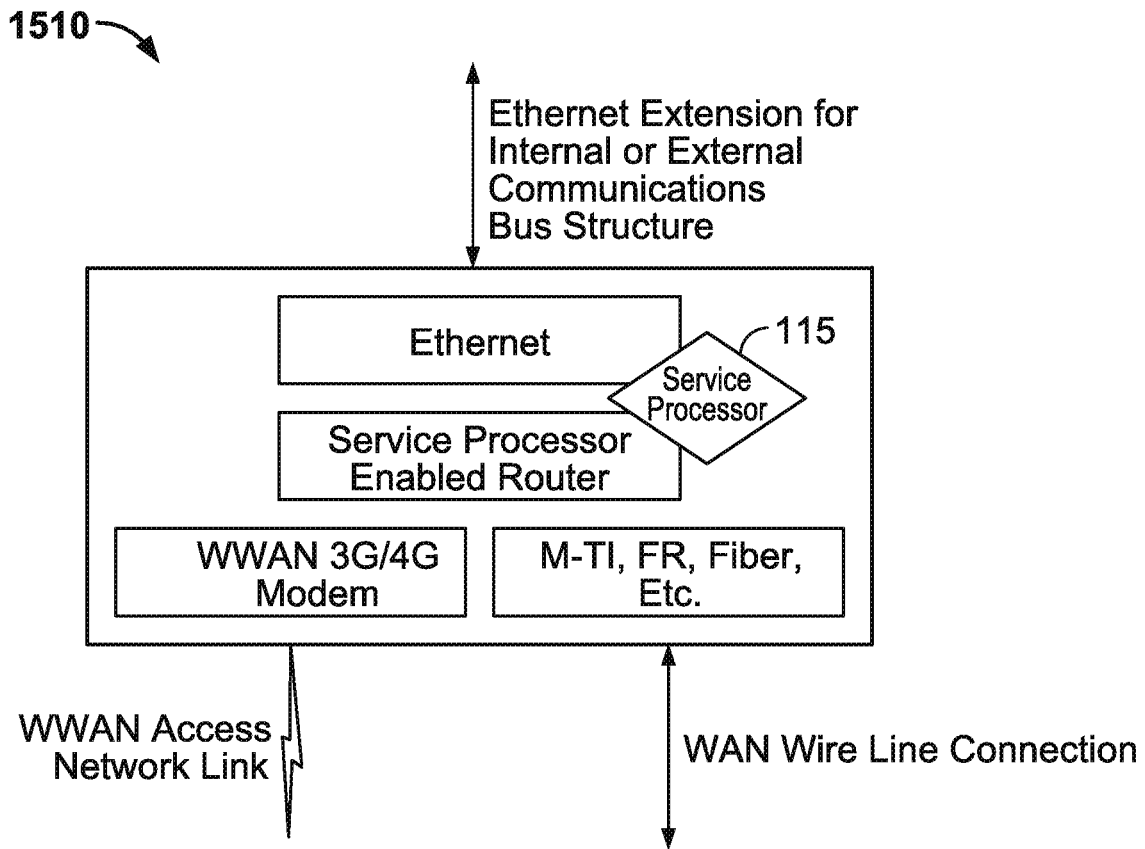 1510
Ethernet Extension for
Internal or External
Communications
Bus Structure
Ethernet
115
Service
Processor
Service Processor
Enabled Router
WWAN 3G/4G
Modem
M-TI, FR, Fiber,
Etc.
WWAN Access
Network Link
WAN Wire Line Connection